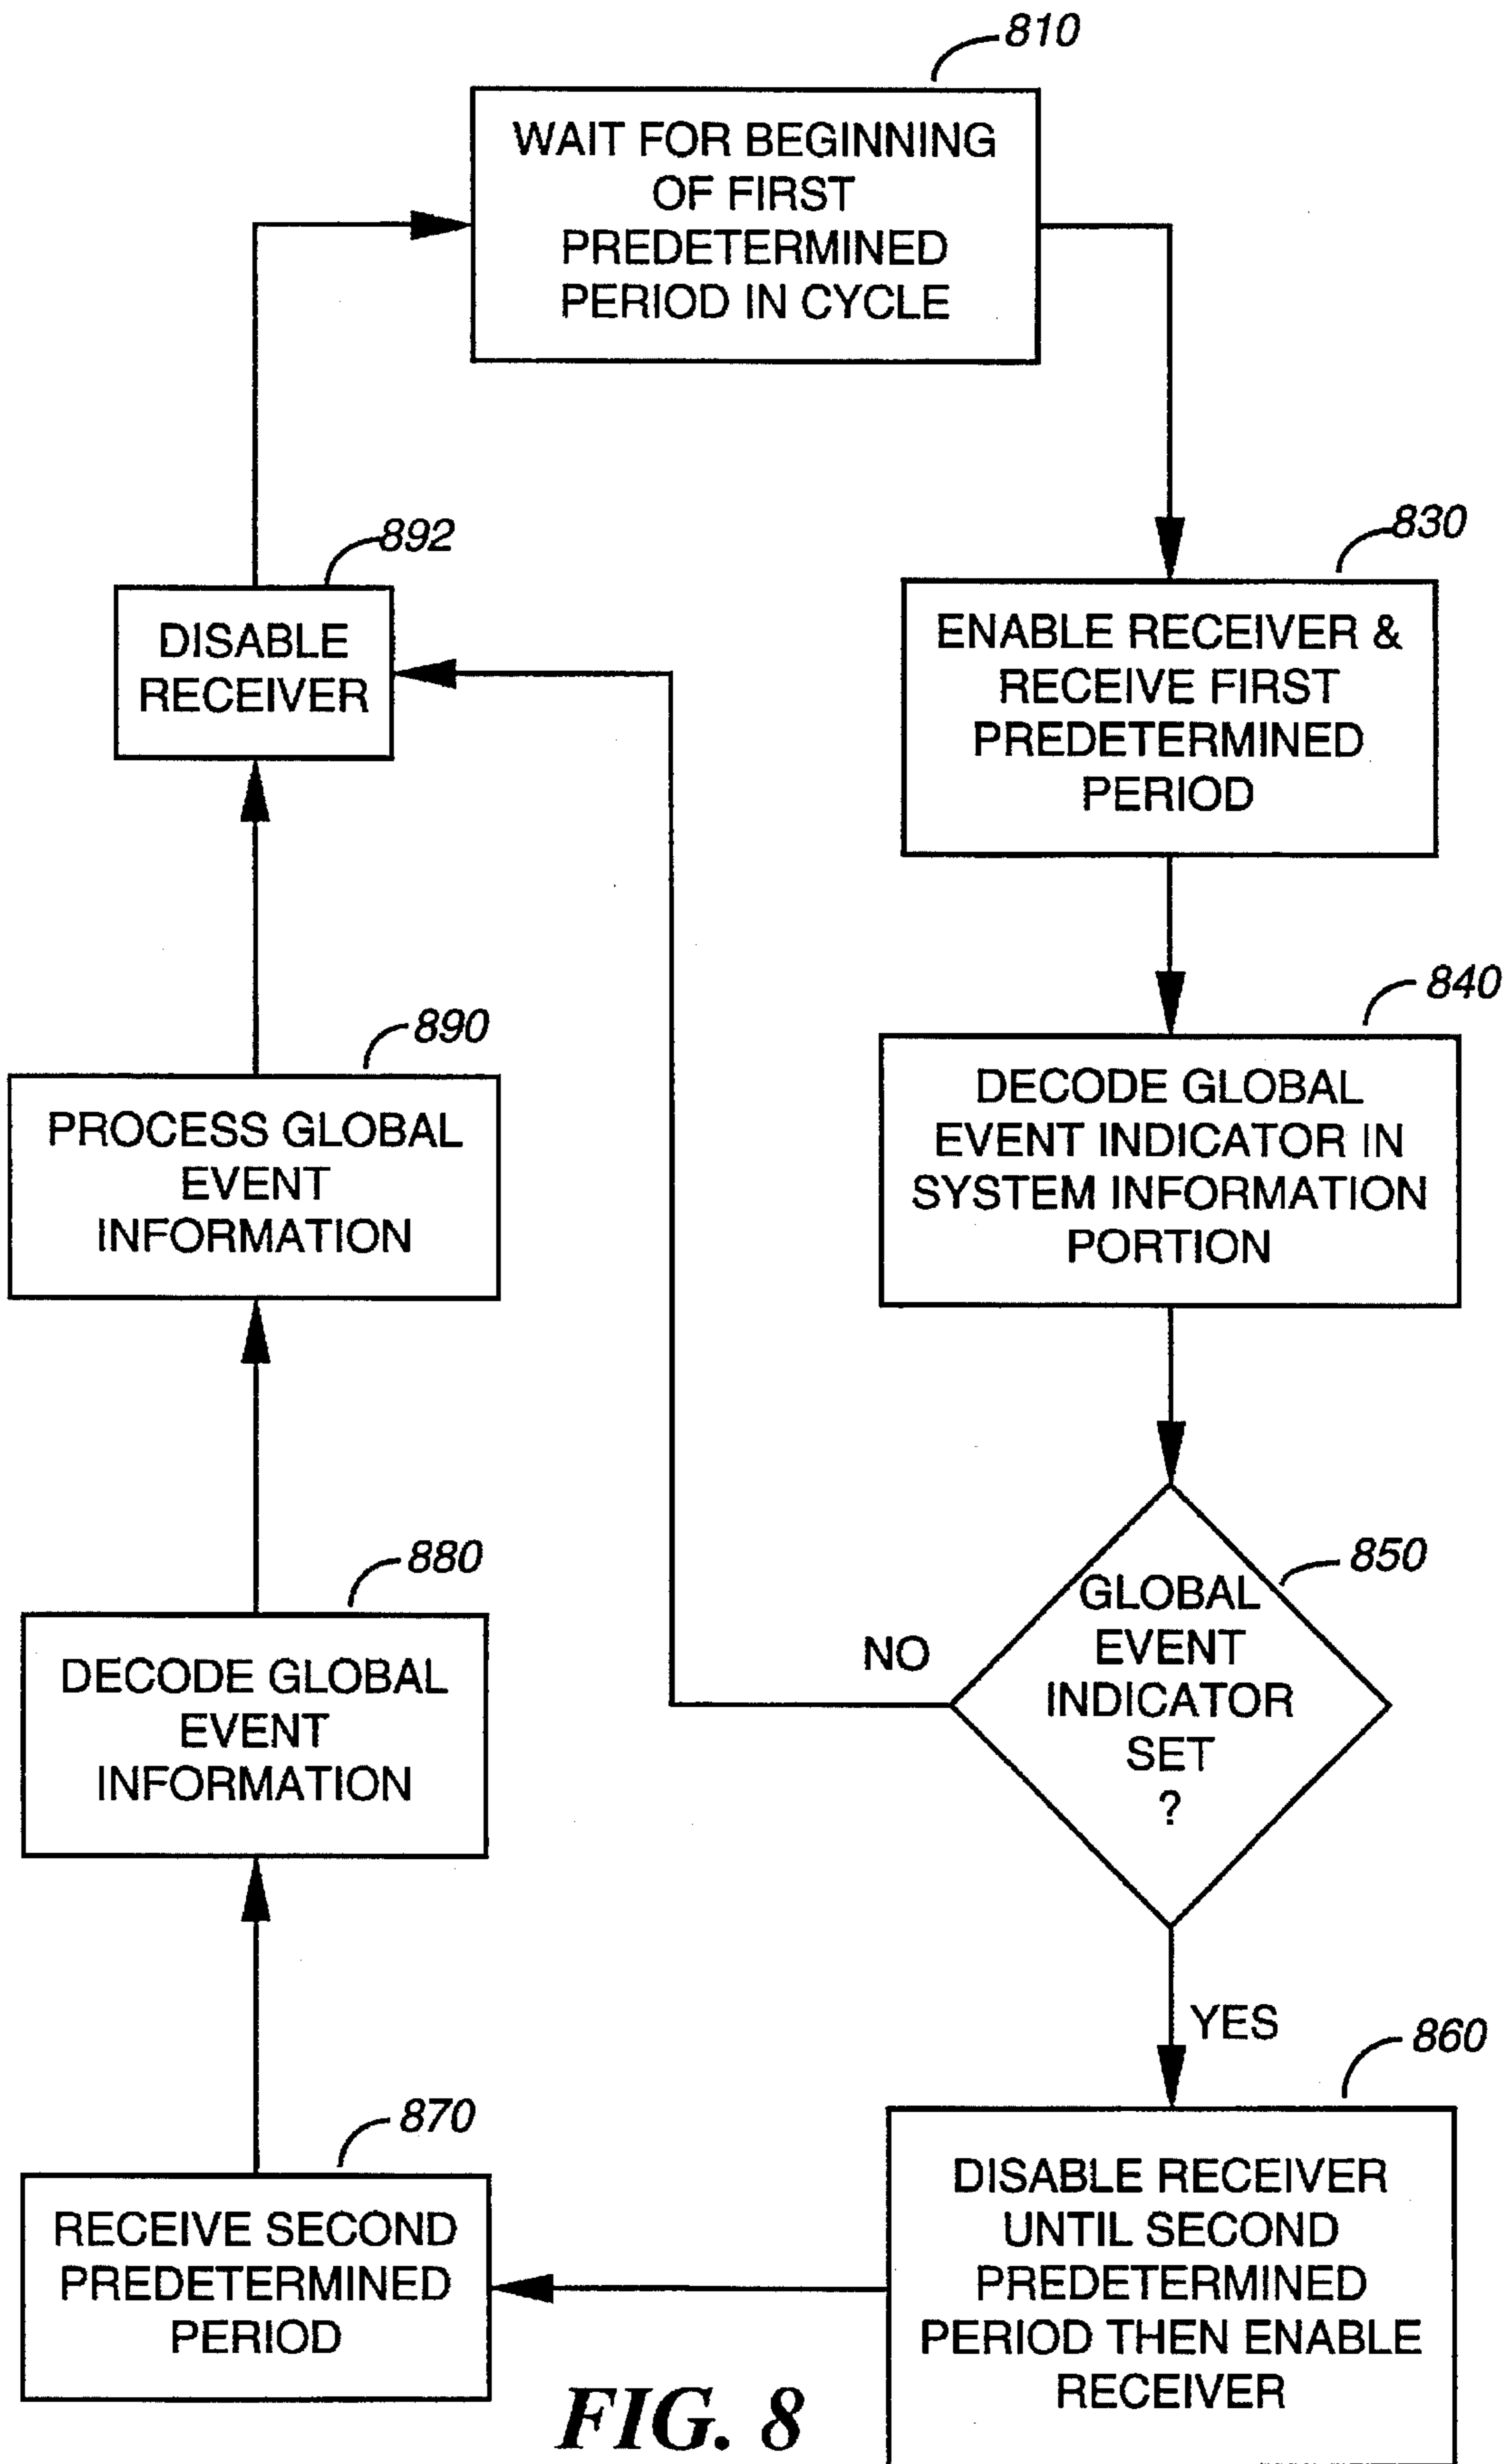 810
WAIT FOR BEGINNING
OF FIRST
PREDETERMINED
PERIOD IN CYCLE
830
ENABLE RECEIVER &
RECEIVE FIRST
PREDETERMINED
PERIOD
840
DECODE GLOBAL
EVENT INDICATOR IN
SYSTEM INFORMATION
PORTION
850
GLOBAL
EVENT
INDICATOR
SET
?
NO
YES
860
DISABLE RECEIVER
UNTIL SECOND
PREDETERMINED
PERIOD THEN ENABLE
RECEIVER
870
RECEIVE SECOND
PREDETERMINED
PERIOD
880
DECODE GLOBAL
EVENT
INFORMATION
890
PROCESS GLOBAL
EVENT
INFORMATION
892
DISABLE
RECEIVER
FIG. 8